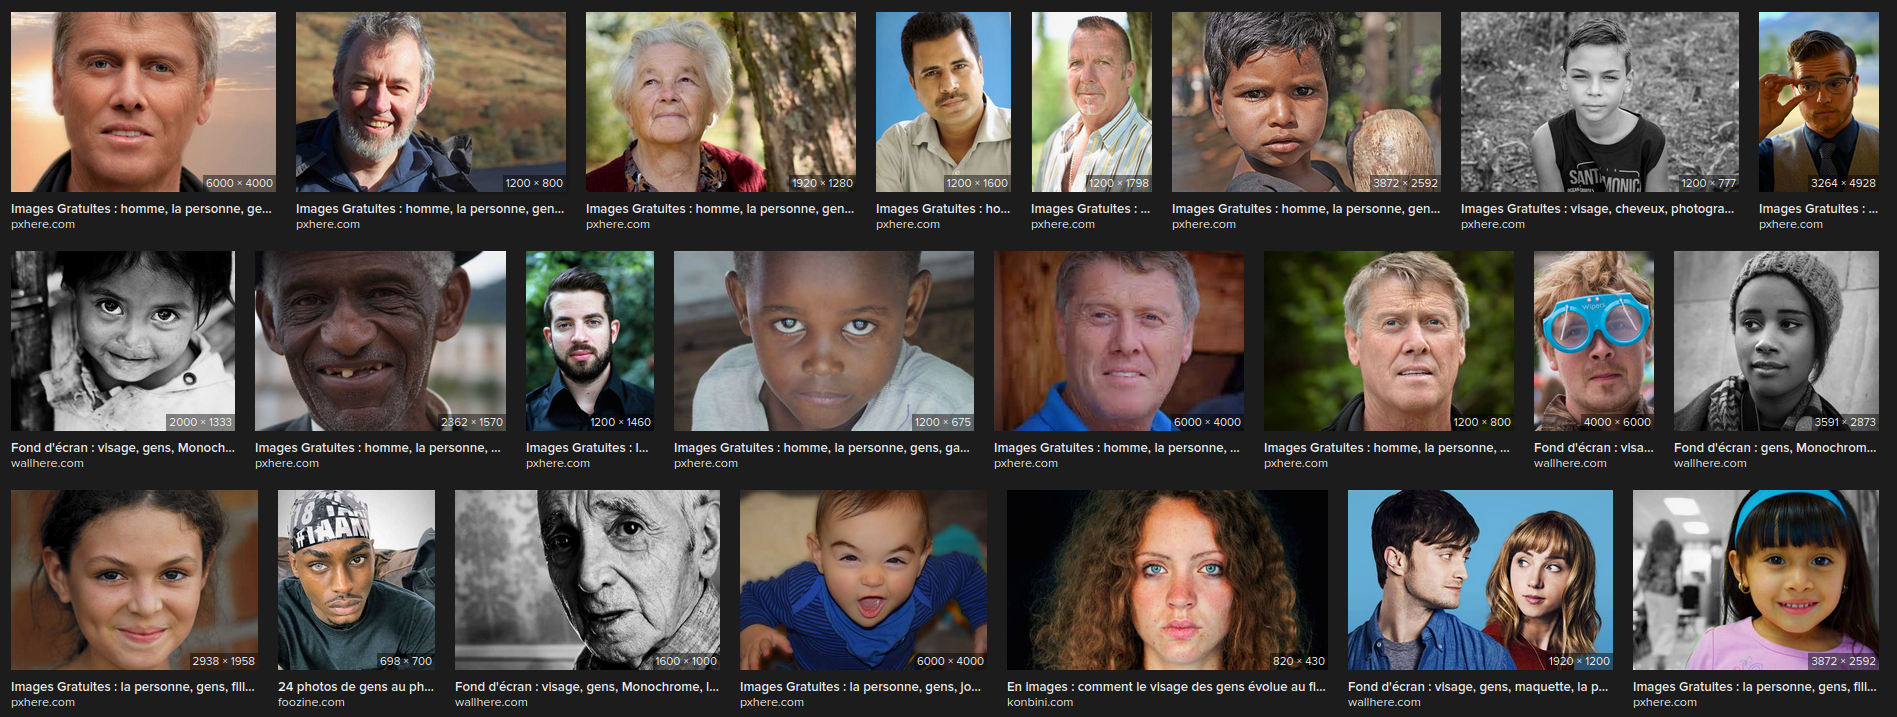 6000 × 4000
1200 × 800
1920 × 1280
1200 × 1600
1200 × 1798
3872 × 2592
SANTA MONIC
1200 × 777
3264 × 4928
Images Gratuites : homme, la personne, ge...
Images Gratuites : homme, la personne, gen...
Images Gratuites : homme, la personne, gen...
Images Gratuites : ho...
Images Gratuites : ...
Images Gratuites : homme, la personne, gen...
Images Gratuites : visage, cheveux, photogra...
Images Gratuites : ...
pxhere.com
pxhere.com
pxhere.com
pxhere.com
pxhere.com
pxhere.com
pxhere.com
pxhere.com
Wipers
2000 × 1333
2362 × 1570
1200 × 1460
1200 × 675
6000 × 4000
1200 × 800
4000 × 6000
3591 × 2873
Fond d'écran : visage, gens, Monoch...
Images Gratuites : homme, la personne, ...
Images Gratuites : l...
Images Gratuites : homme, la personne, gens, ga...
Images Gratuites : homme, la personne, ...
Images Gratuites : homme, la personne, ...
Fond d'écran : visa...
Fond d'écran : gens, Monochrom...
wallhere.com
pxhere.com
pxhere.com
pxhere.com
pxhere.com
pxhere.com
wallhere.com
wallhere.com
2938 × 1958
698 × 700
1600 × 1000
6000 × 4000
820 × 430
1920 × 1200
3872 × 2592
Images Gratuites : la personne, gens, fill...
24 photos de gens au ph...
Fond d'écran : visage, gens, Monochrome, l...
Images Gratuites : la personne, gens, jo...
En images : comment le visage des gens évolue au fi...
Fond d'écran : visage, gens, maquette, la p...
Images Gratuites : la personne, gens, fill...
pxhere.com
foozine.com
wallhere.com
pxhere.com
konbini.com
wallhere.com
pxhere.com